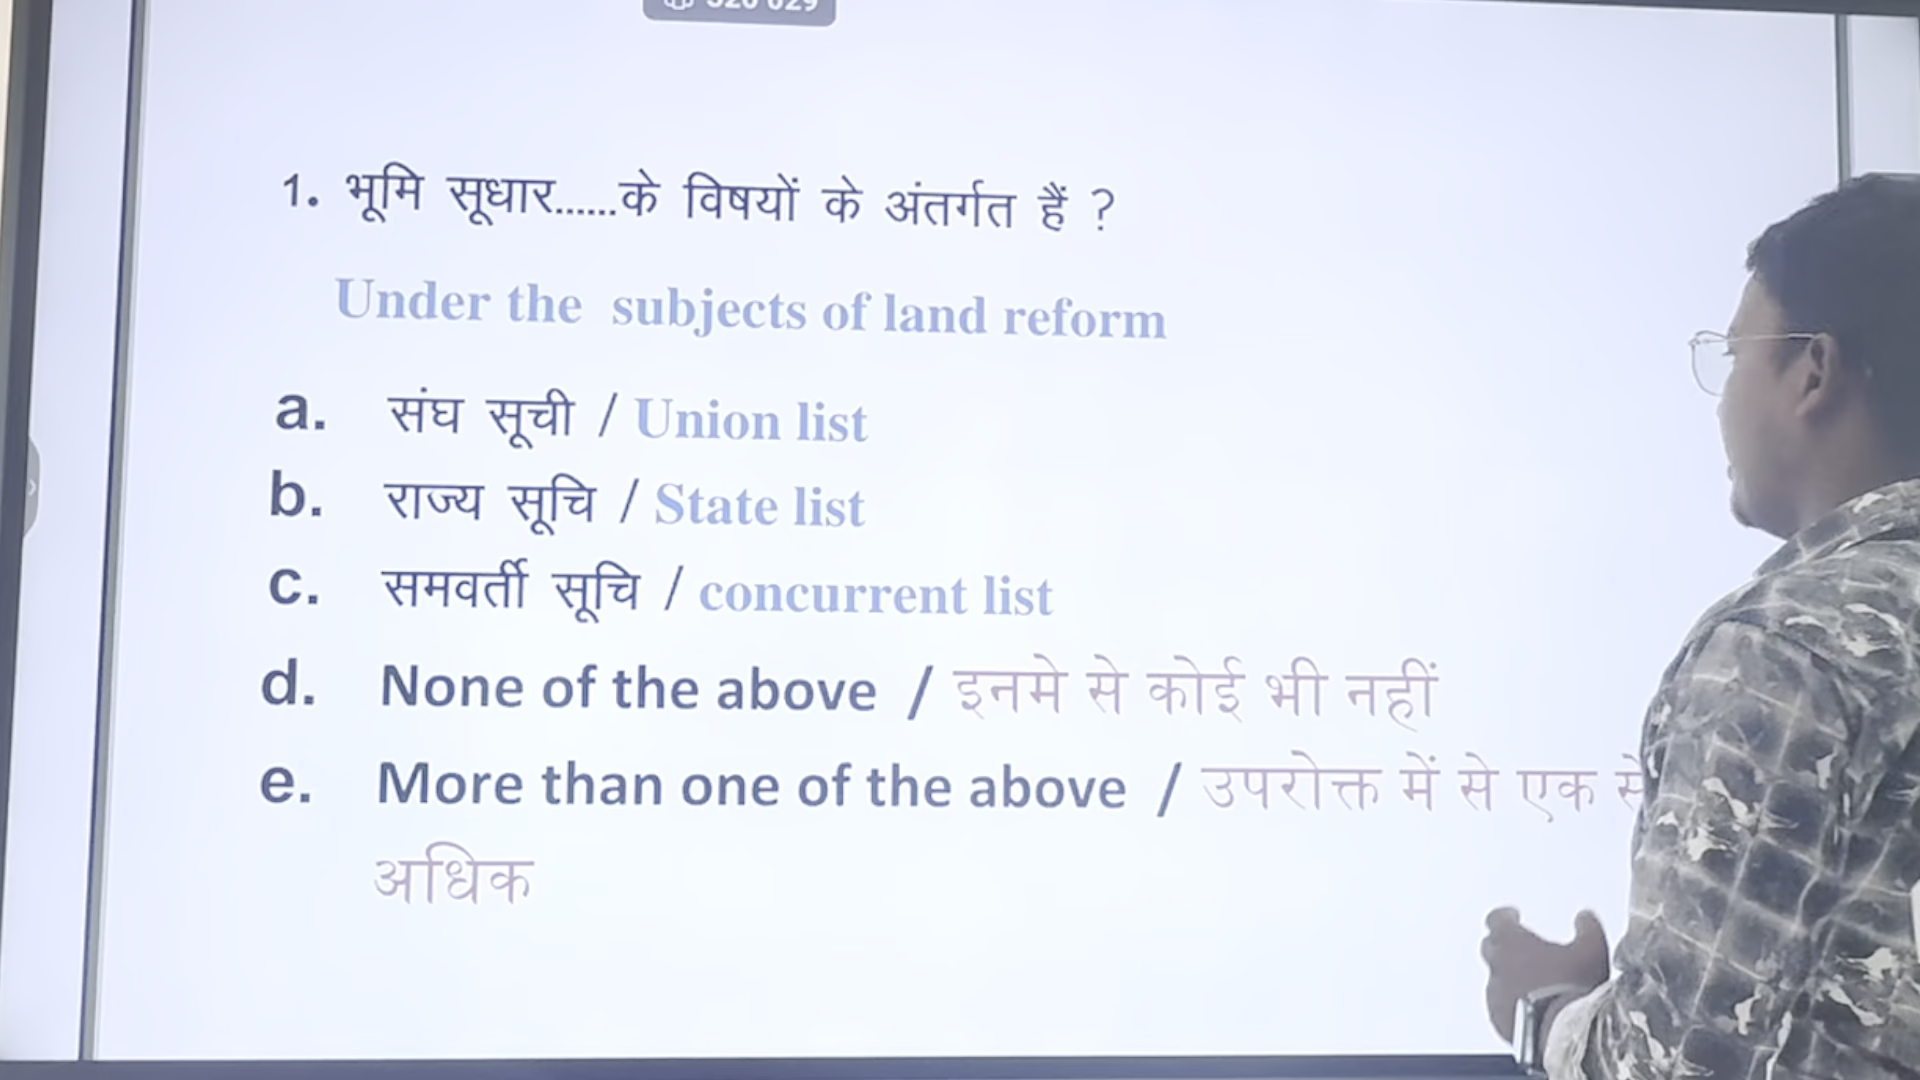 1. भूमि सूधार......के विषयों के अंतर्गत हैं ?
Under the subjects of land reform
a. संघ सूची / Union list
b. राज्य सूचि / State list
c. समवर्ती सूचि / concurrent list
d. None of the above / इनमे से कोई भी नहीं
e. More than one of the above / उपरोक्त में से एक से
अधिक